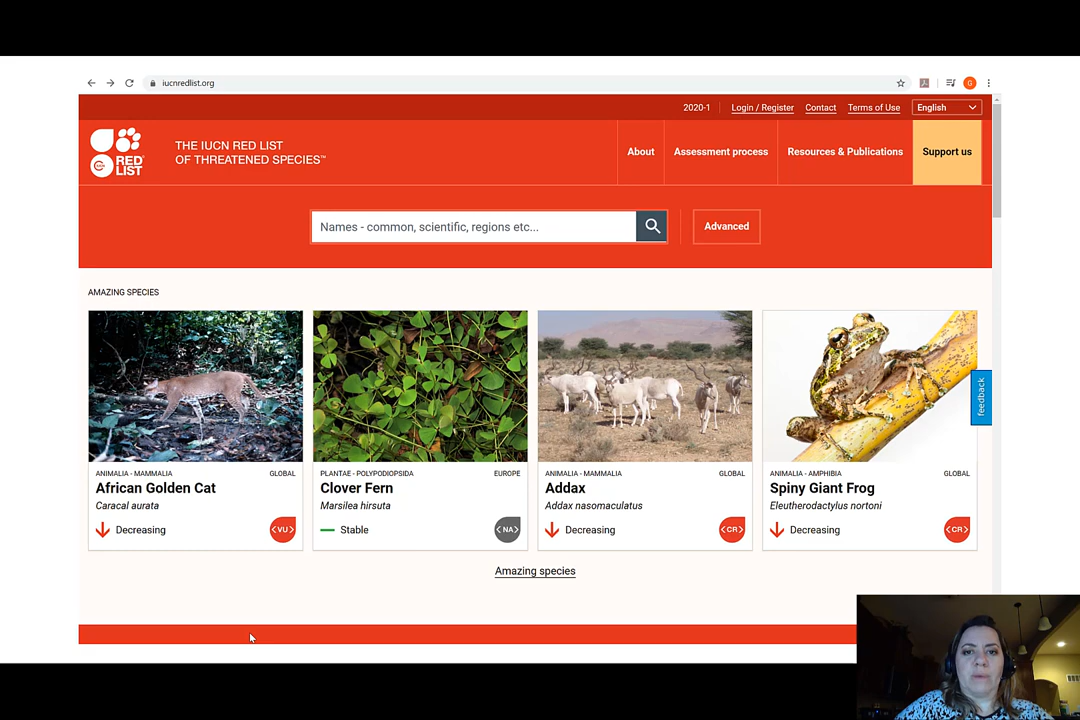 iucnredlist.org
G
2020-1
Login / Register
Contact
Terms of Use
English
RED
LIST
THE IUCN RED LIST
OF THREATENED SPECIES™
About
Assessment process
Resources & Publications
Support us
Names - common, scientific, regions etc...
Advanced
AMAZING SPECIES
ANIMALIA - MAMMALIA
GLOBAL
African Golden Cat
Caracal aurata
Decreasing
<VU>
PLANTAE - POLYPODIOPSIDA
EUROPE
Clover Fern
Marsilea hirsuta
Stable
<NA>
ANIMALIA - MAMMALIA
GLOBAL
Addax
Addax nasomaculatus
Decreasing
<CR>
ANIMALIA - AMPHIBIA
GLOBAL
Spiny Giant Frog
Eleutherodactylus nortoni
Decreasing
<CR>
feedback
Amazing species